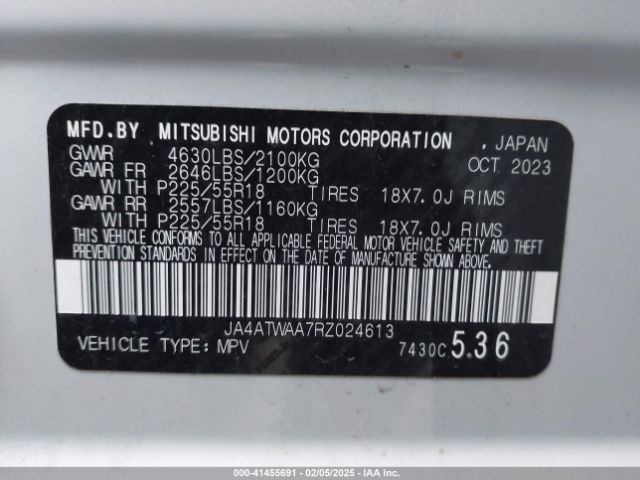 MFD.BY MITSUBISHI MOTORS CORPORATION , JAPAN
GVWR 4630LBS/2100KG OCT 2023
GAWR FR 2646LBS/1200KG
WITH P225/55R18 TIRES 18X7.0J RIMS
GAWR RR 2557LBS/1160KG
WITH P225/55R18 TIRES 18X7.0J RIMS
THIS VEHICLE CONFORMS TO ALL APPLICABLE FEDERAL MOTOR VEHICLE SAFETY AND THEFT
PREVENTION STANDARDS IN EFFECT ON THE DATE OF MANUFACTURE SHOWN ABOVE.
JA4ATWAA7RZ024613
VEHICLE TYPE: MPV 7430C 5.36
000-41455691 - 02/05/2025 - IAAI.COM